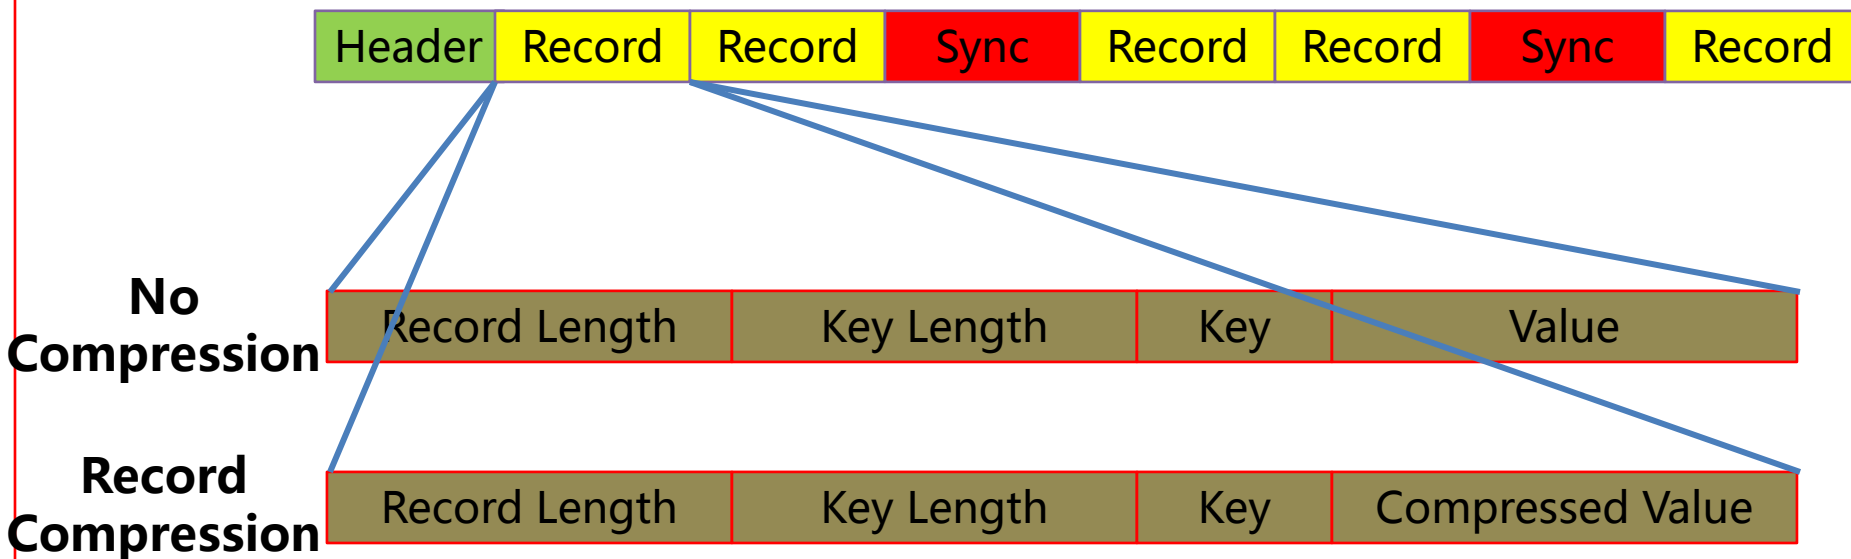 Header Record Record Sync Record Record Sync Record
No
Compression
Record Length Key Length Key Value
Record
Compression
Record Length Key Length Key Compressed Value